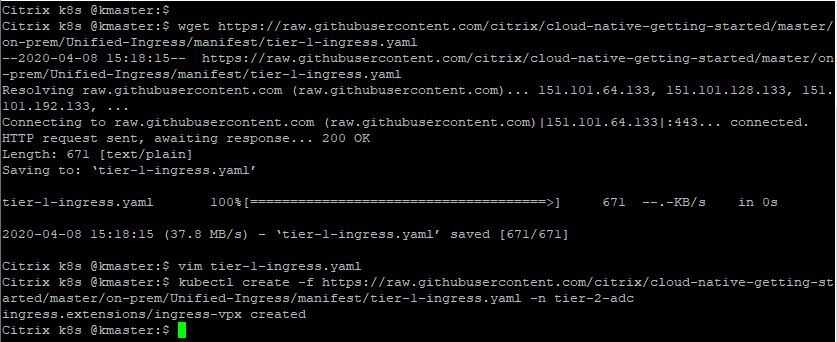 Citrix k8s @kmaster:$
Citrix k8s @kmaster:$ wget https://raw.githubusercontent.com/citrix/cloud-native-getting-started/master/
on-prem/Unified-Ingress/manifest/tier-1-ingress.yaml
--2020-04-08 15:18:15--  https://raw.githubusercontent.com/citrix/cloud-native-getting-started/master/on
-prem/Unified-Ingress/manifest/tier-1-ingress.yaml
Resolving raw.githubusercontent.com (raw.githubusercontent.com)... 151.101.64.133, 151.101.128.133, 151.
101.192.133, ...
Connecting to raw.githubusercontent.com (raw.githubusercontent.com)|151.101.64.133|:443... connected.
HTTP request sent, awaiting response... 200 OK
Length: 671 [text/plain]
Saving to: ‘tier-1-ingress.yaml’
tier-1-ingress.yaml       100%[=====================================>]     671  --.-KB/s    in 0s
2020-04-08 15:18:15 (37.8 MB/s) - ‘tier-1-ingress.yaml’ saved [671/671]
Citrix k8s @kmaster:$ vim tier-1-ingress.yaml
Citrix k8s @kmaster:$ kubectl create -f https://raw.githubusercontent.com/citrix/cloud-native-getting-st
arted/master/on-prem/Unified-Ingress/manifest/tier-1-ingress.yaml -n tier-2-adc
ingress.extensions/ingress-vpx created
Citrix k8s @kmaster:$